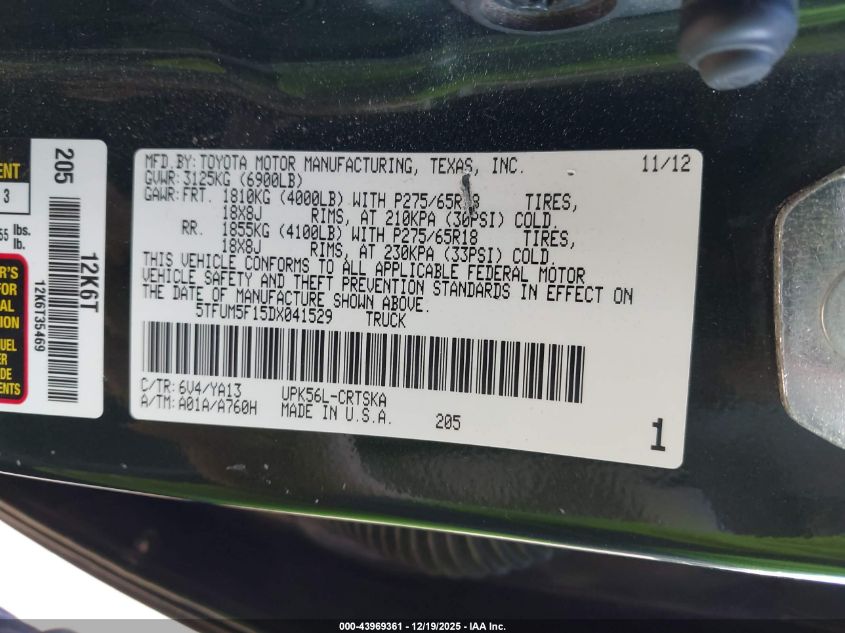 MFD.BY:TOYOTA MOTOR MANUFACTURING, TEXAS, INC. 11/12
GVWR:3125KG (6900LB)
GAWR:FRT. 1810KG (4000LB) WITH P275/65R18 TIRES,
18X8J RIMS, AT 210KPA (30PSI) COLD.
RR. 1855KG (4100LB) WITH P275/65R18 TIRES,
18X8J RIMS, AT 230KPA (33PSI) COLD.
THIS VEHICLE CONFORMS TO ALL APPLICABLE FEDERAL MOTOR
VEHICLE SAFETY AND THEFT PREVENTION STANDARDS IN EFFECT ON
THE DATE OF MANUFACTURE SHOWN ABOVE.
5TFUM5F15DX041529 TRUCK
C/TR:6V4/YA13 UPK56L-CRTSKA
A/TM:A01A/A760H MADE IN U.S.A. 205
1
205
12K6T
12K6T35469
3
lbs.
lb.
FOR
000-43969361 - 12/19/2025 - IAA Inc.